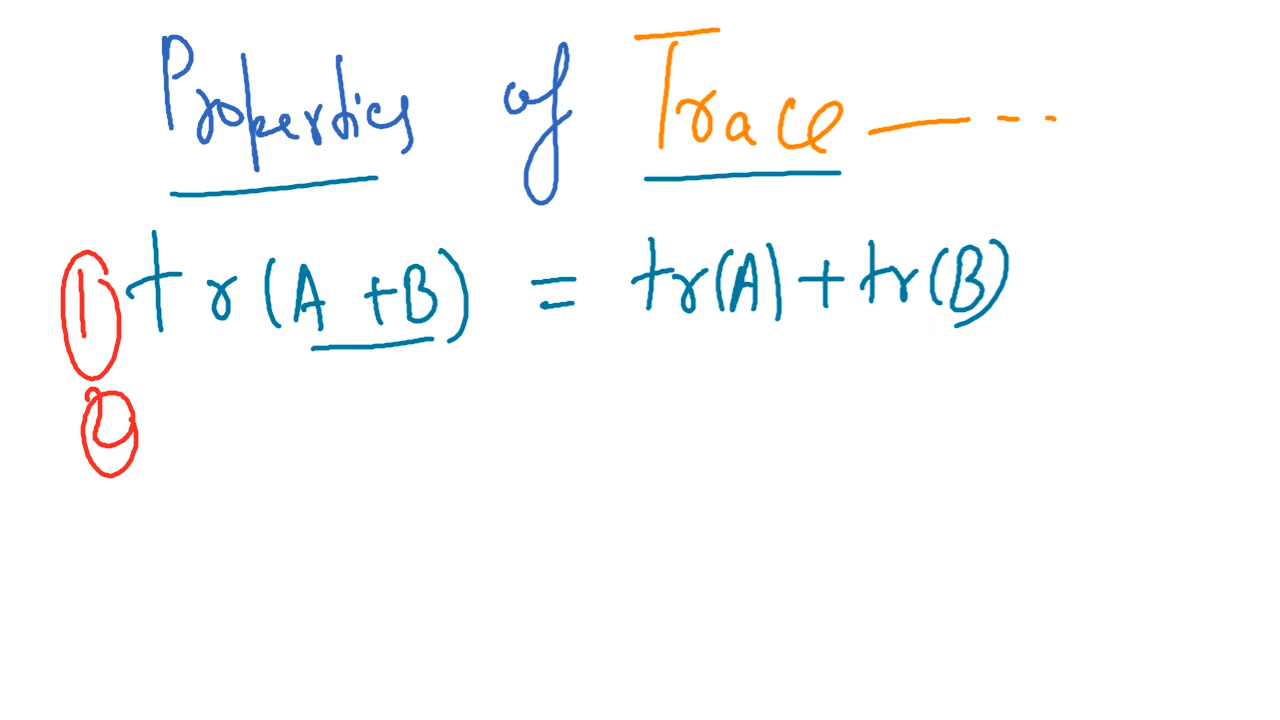 Properties of Trace ---
① tr(A+B) = tr(A)+tr(B)
②